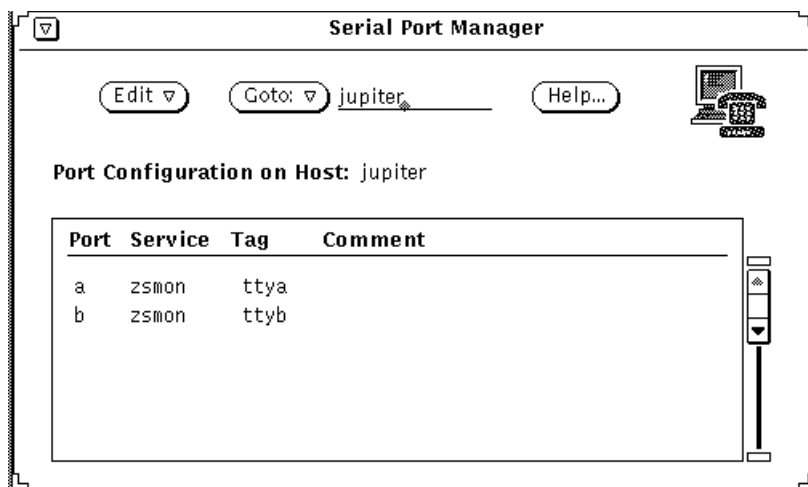 Serial Port Manager
Edit Goto: jupiter Help...
Port Configuration on Host: jupiter
Port Service Tag Comment
a zsmon ttya
b zsmon ttyb